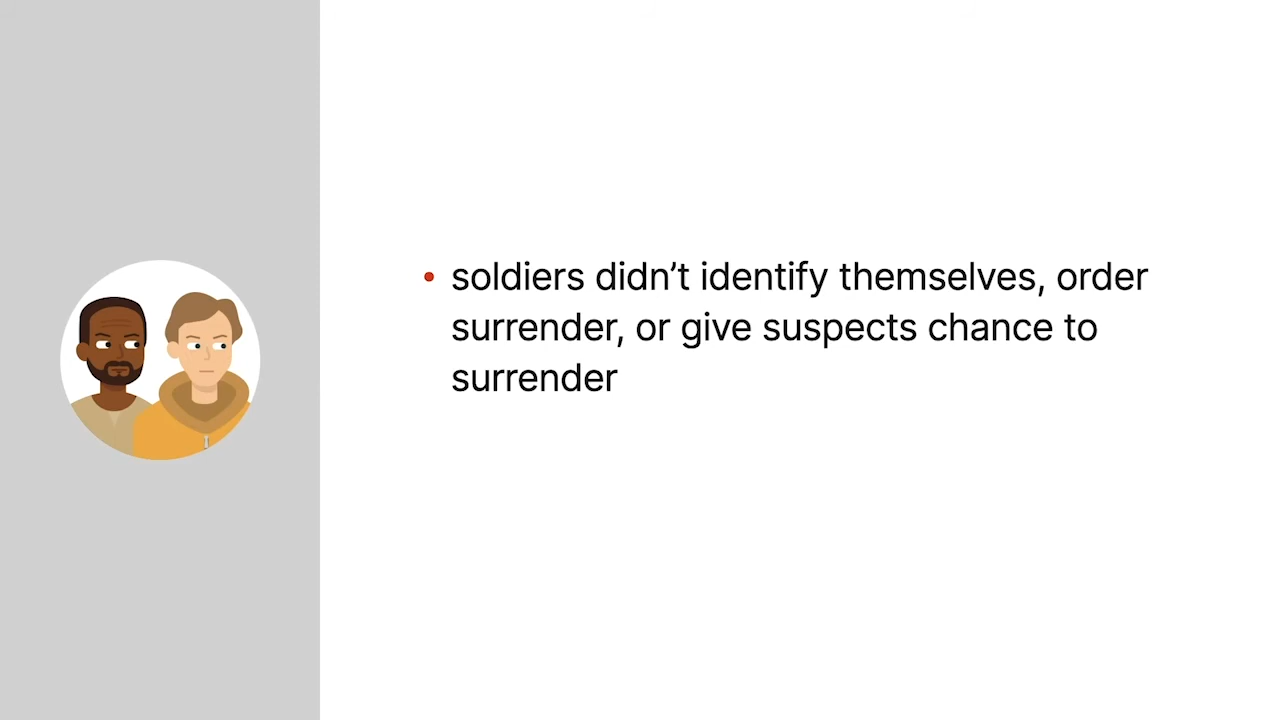 • soldiers didn’t identify themselves, order
surrender, or give suspects chance to
surrender